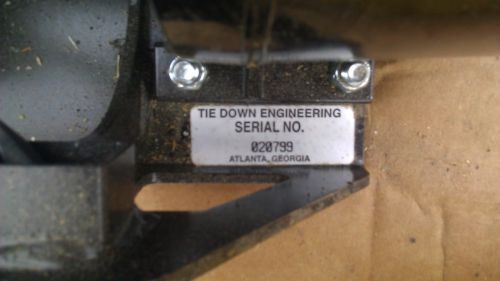 TIE DOWN ENGINEERING
SERIAL NO.
020799
ATLANTA, GEORGIA